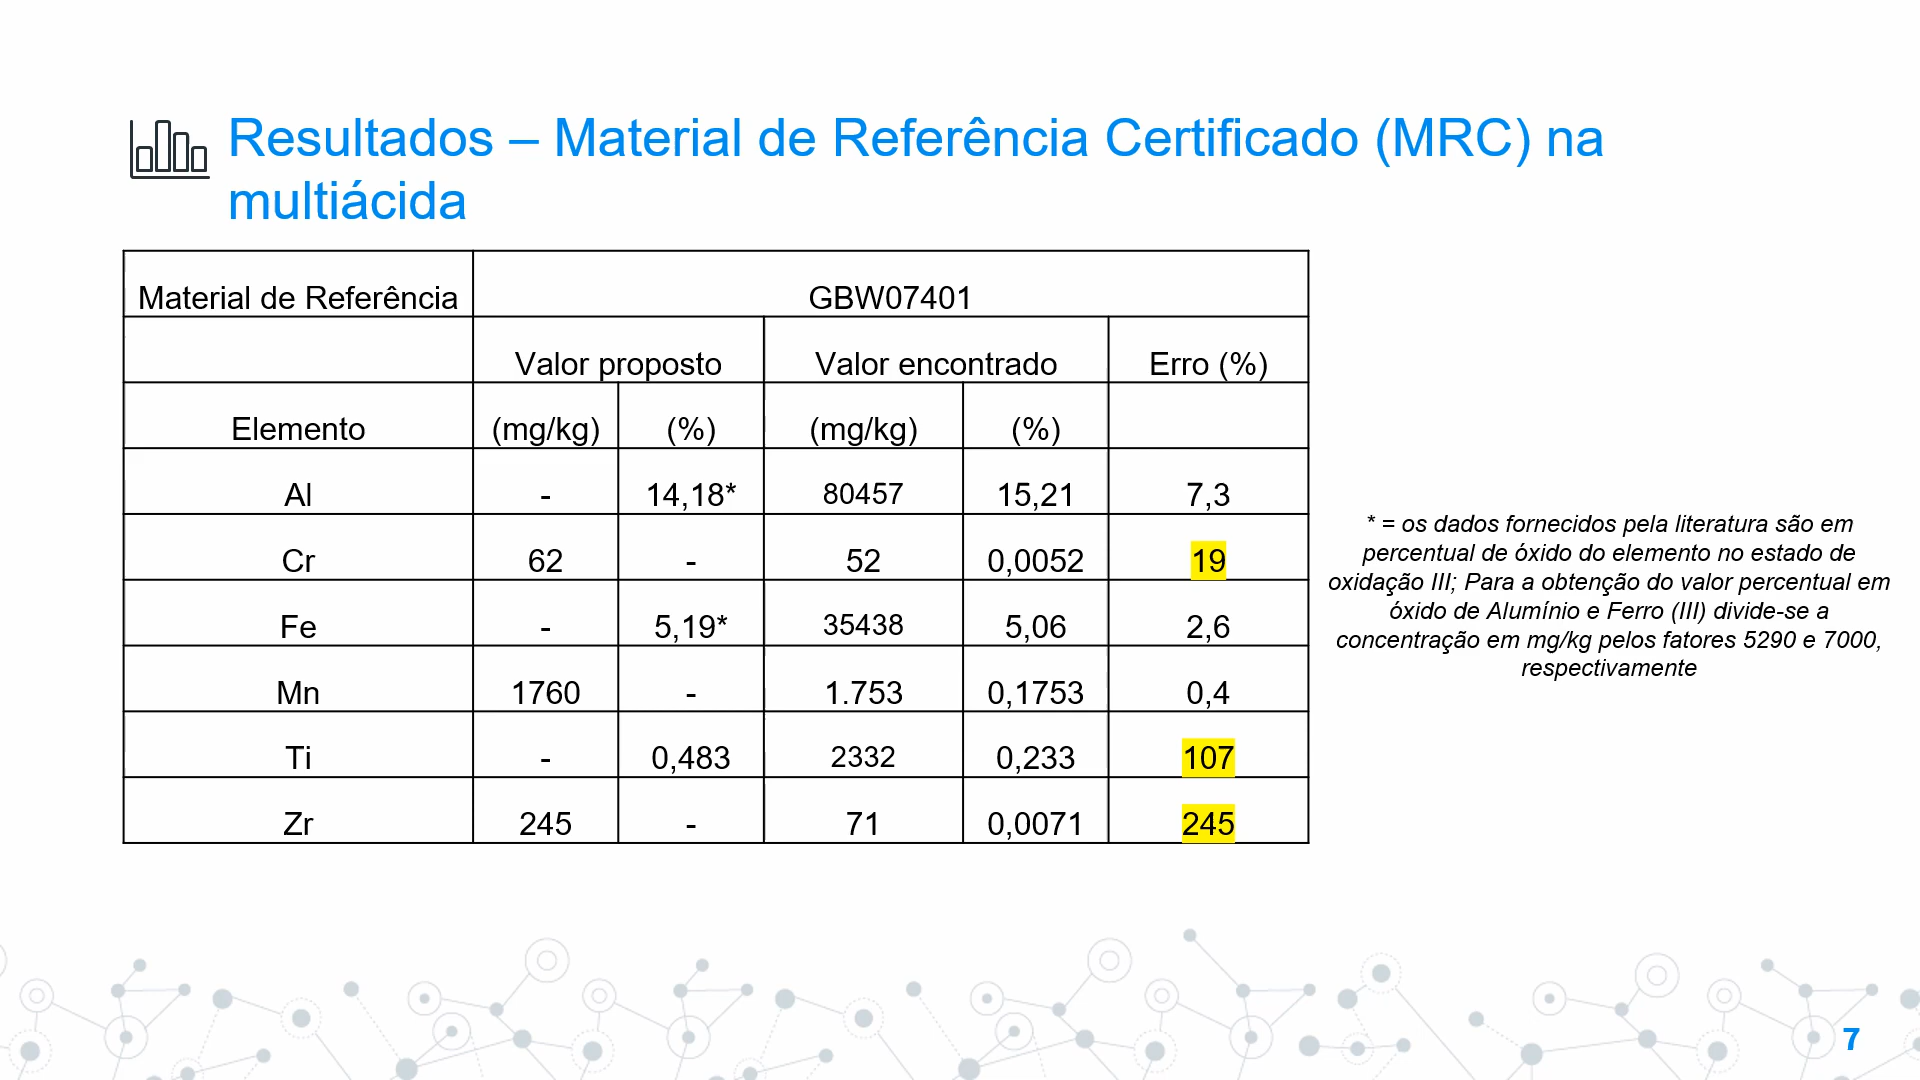 Resultados – Material de Referência Certificado (MRC) na
multiácida
Material de Referência GBW07401
Valor proposto Valor encontrado Erro (%)
Elemento (mg/kg) (%) (mg/kg) (%)
Al - 14,18* 80457 15,21 7,3
Cr 62 - 52 0,0052 19
Fe - 5,19* 35438 5,06 2,6
Mn 1760 - 1.753 0,1753 0,4
Ti - 0,483 2332 0,233 107
Zr 245 - 71 0,0071 245
* = os dados fornecidos pela literatura são em
percentual de óxido do elemento no estado de
oxidação III; Para a obtenção do valor percentual em
óxido de Alumínio e Ferro (III) divide-se a
concentração em mg/kg pelos fatores 5290 e 7000,
respectivamente
7